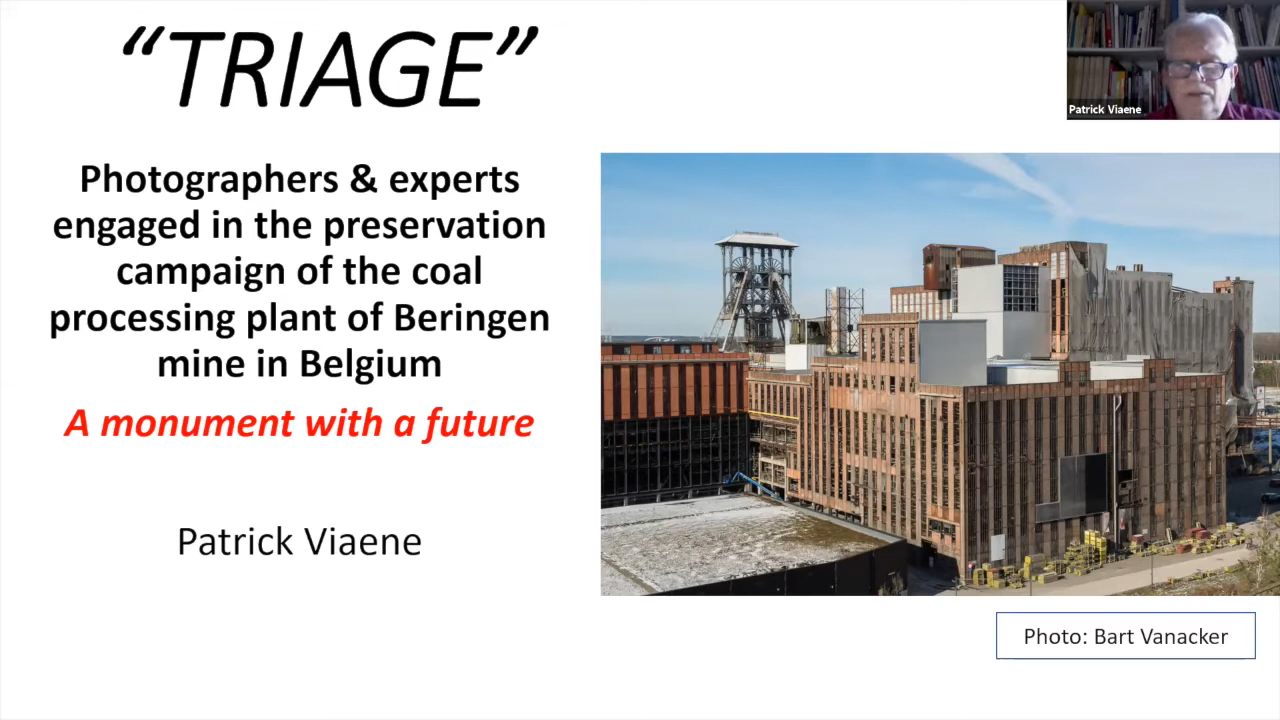 “TRIAGE”
Patrick Viaene
Photographers & experts
engaged in the preservation
campaign of the coal
processing plant of Beringen
mine in Belgium
A monument with a future
Patrick Viaene
Photo: Bart Vanacker